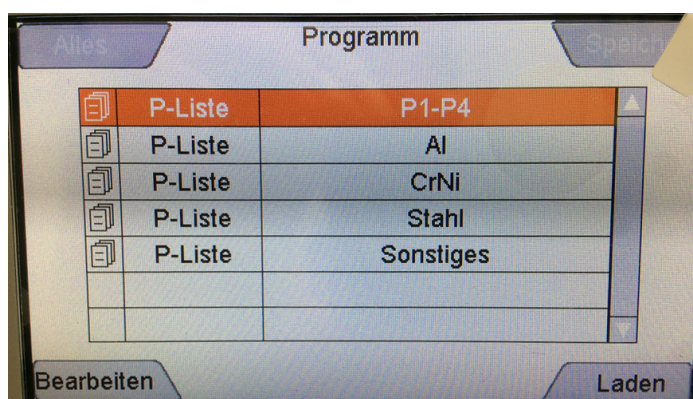 Alles
Programm
Speich
P-Liste P1-P4
P-Liste Al
P-Liste CrNi
P-Liste Stahl
P-Liste Sonstiges
Bearbeiten
Laden